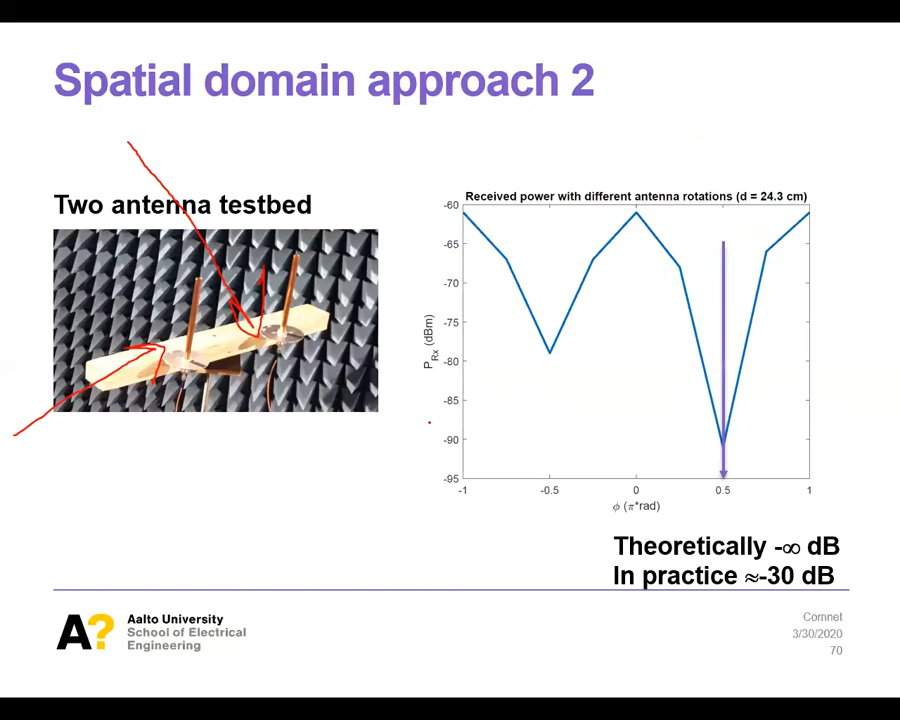 Spatial domain approach 2
Two antenna testbed
Received power with different antenna rotations (d = 24.3 cm)
-60
-65
-70
-75
-80
-85
-90
-95
P_Rx (dBm)
-1
-0.5
0
0.5
1
ϕ (π*rad)
Theoretically -∞ dB
In practice ≈-30 dB
A?
Aalto University
School of Electrical
Engineering
Comnet
3/30/2020
70